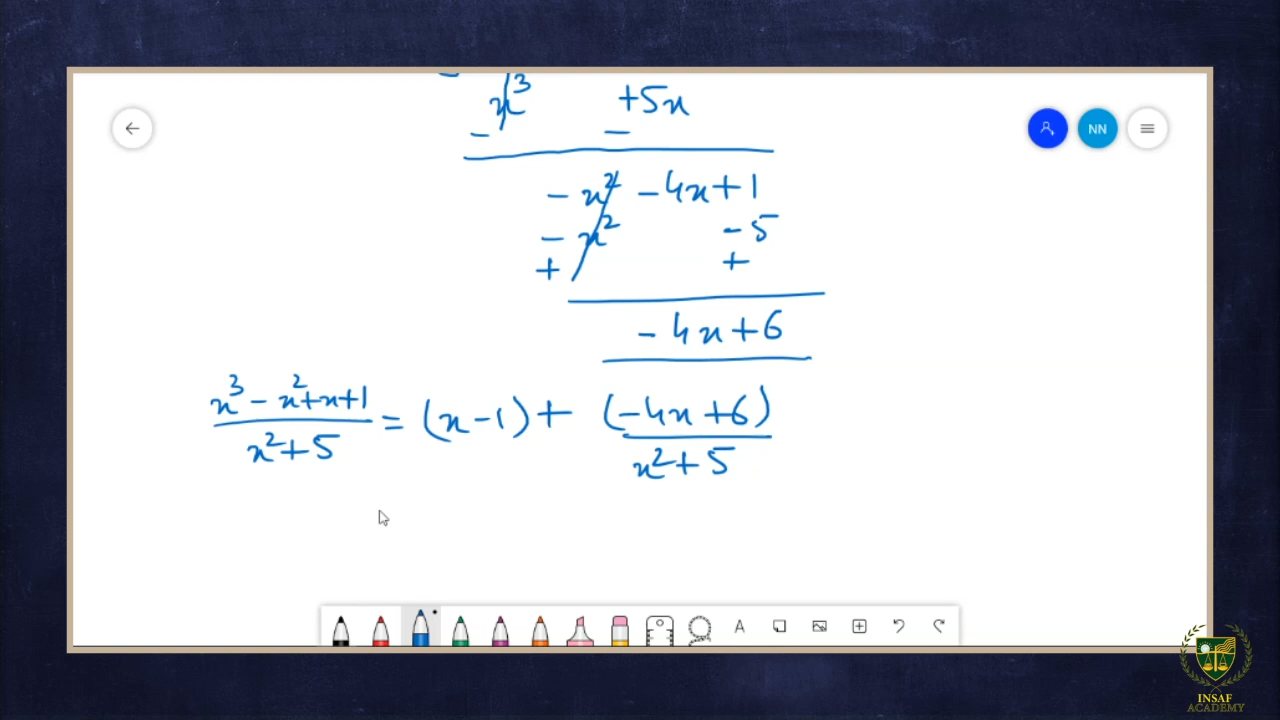 x³ +5x
− −
NN
− x² − 4x + 1
− x² − 5
+ +
− 4x + 6
x³ − x² + x + 1 / x² + 5 = (x − 1) + (−4x + 6) / x² + 5
A
INSAF
ACADEMY